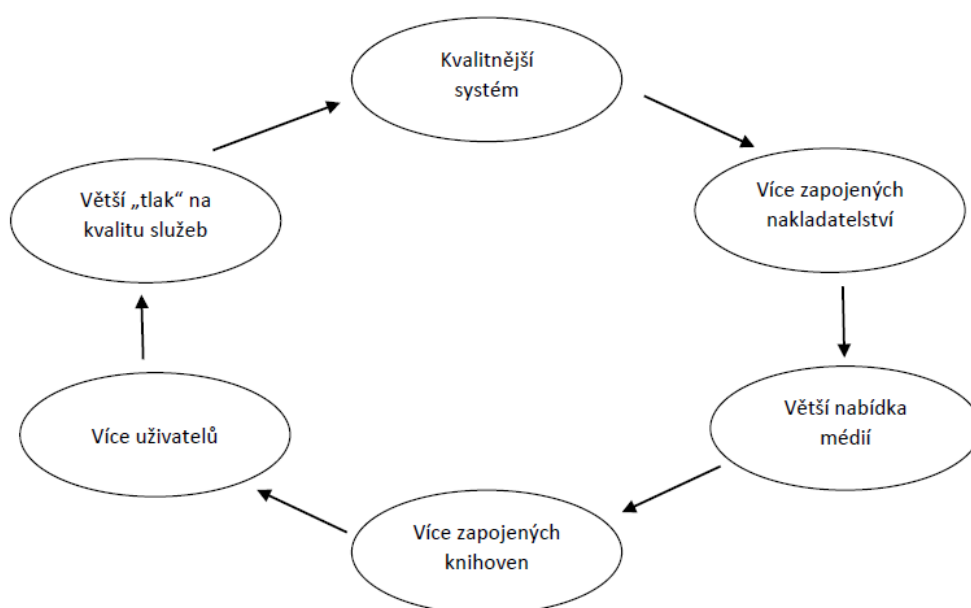 Kvalitnější
systém
Více zapojených
nakladatelství
Větší nabídka
médií
Více zapojených
knihoven
Více uživatelů
Větší „tlak“ na
kvalitu služeb